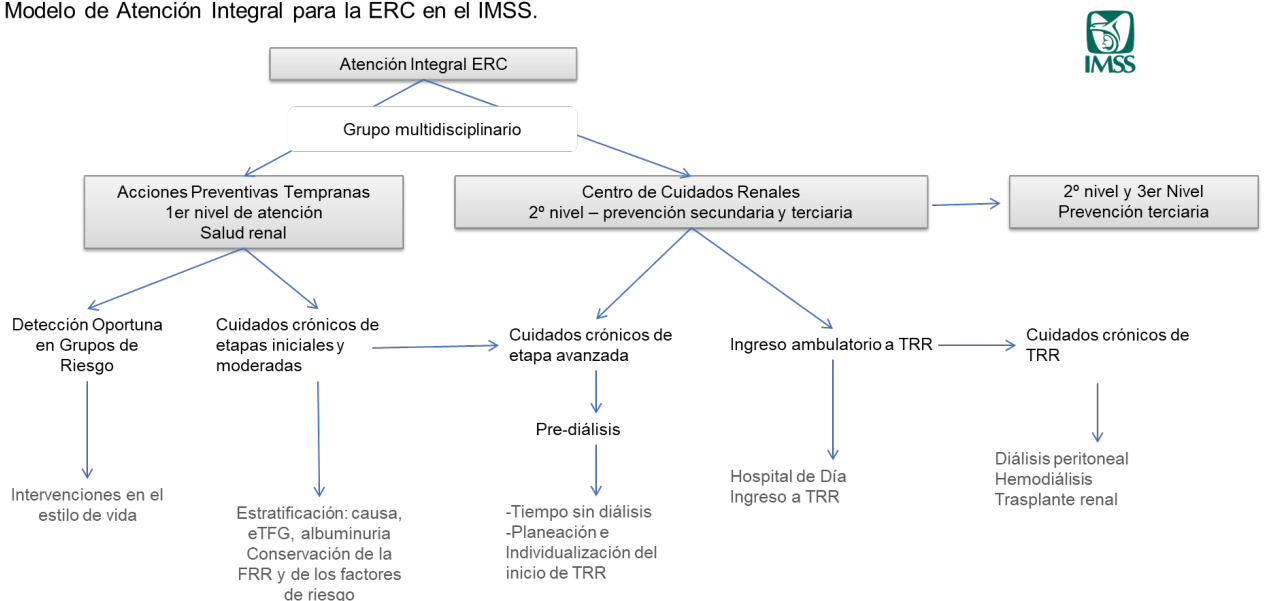 Modelo de Atención Integral para la ERC en el IMSS.
IMSS
Atención Integral ERC
Grupo multidisciplinario
Acciones Preventivas Tempranas
1er nivel de atención
Salud renal
Centro de Cuidados Renales
2º nivel – prevención secundaria y terciaria
2º nivel y 3er Nivel
Prevención terciaria
Detección Oportuna
en Grupos de
Riesgo
Cuidados crónicos de
etapas iniciales y
moderadas
Cuidados crónicos de
etapa avanzada
Ingreso ambulatorio a TRR
Cuidados crónicos de
TRR
Pre-diálisis
Intervenciones en el
estilo de vida
Estratificación: causa,
eTFG, albuminuria
Conservación de la
FRR y de los factores
de riesgo
-Tiempo sin diálisis
-Planeación e
Individualización del
inicio de TRR
Hospital de Día
Ingreso a TRR
Diálisis peritoneal
Hemodiálisis
Trasplante renal